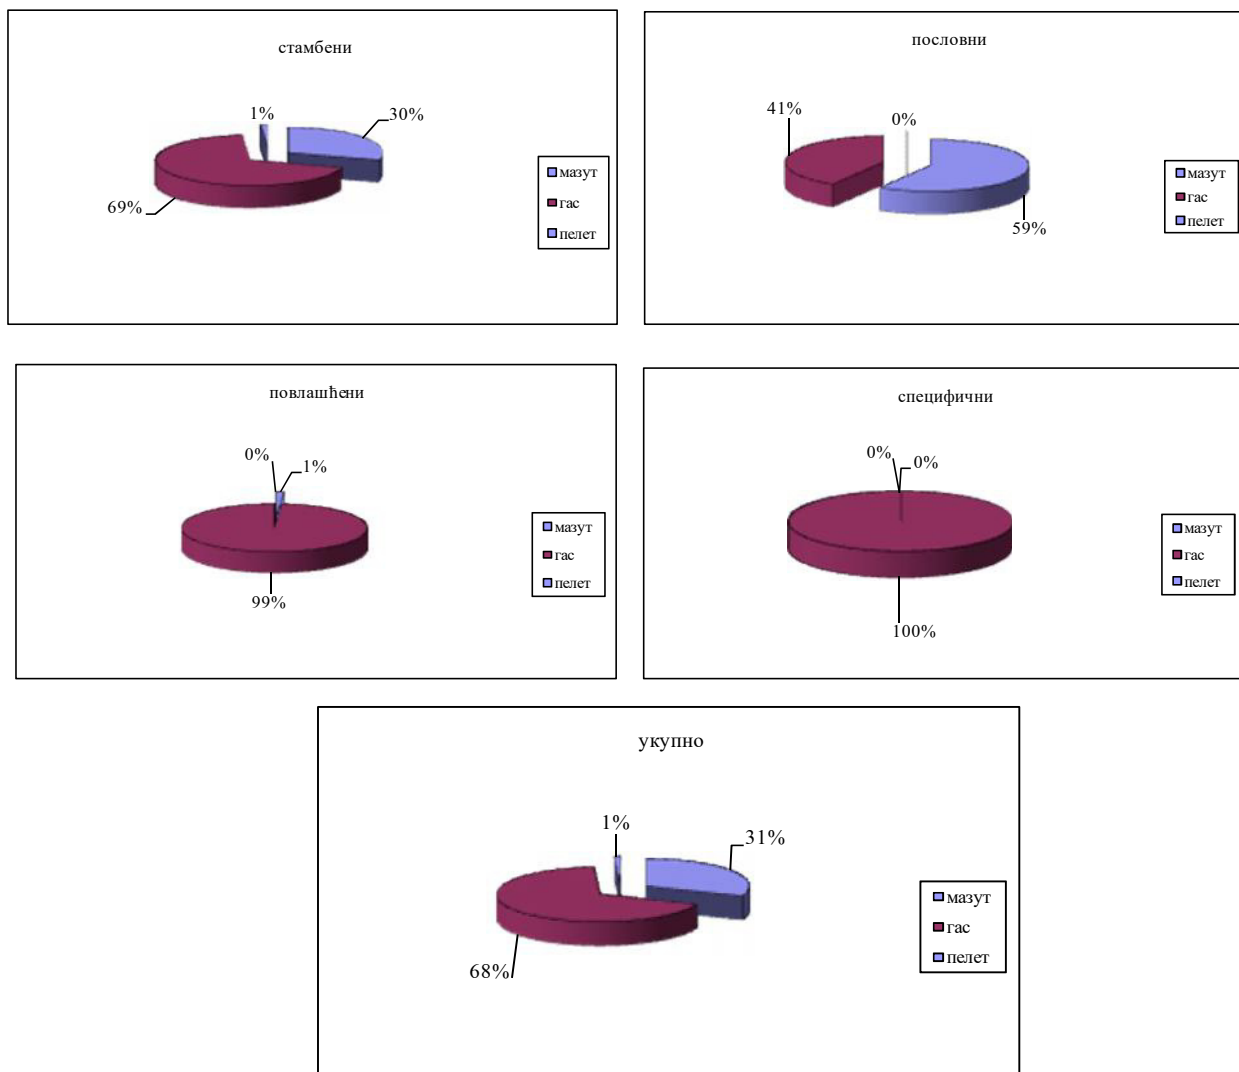 стамбени
1%
30%
69%
мазут
гас
пелет
пословни
41%
0%
59%
мазут
гас
пелет
повлашћени
0%
1%
99%
мазут
гас
пелет
специфични
0%
0%
100%
мазут
гас
пелет
укупно
1%
31%
68%
мазут
гас
пелет